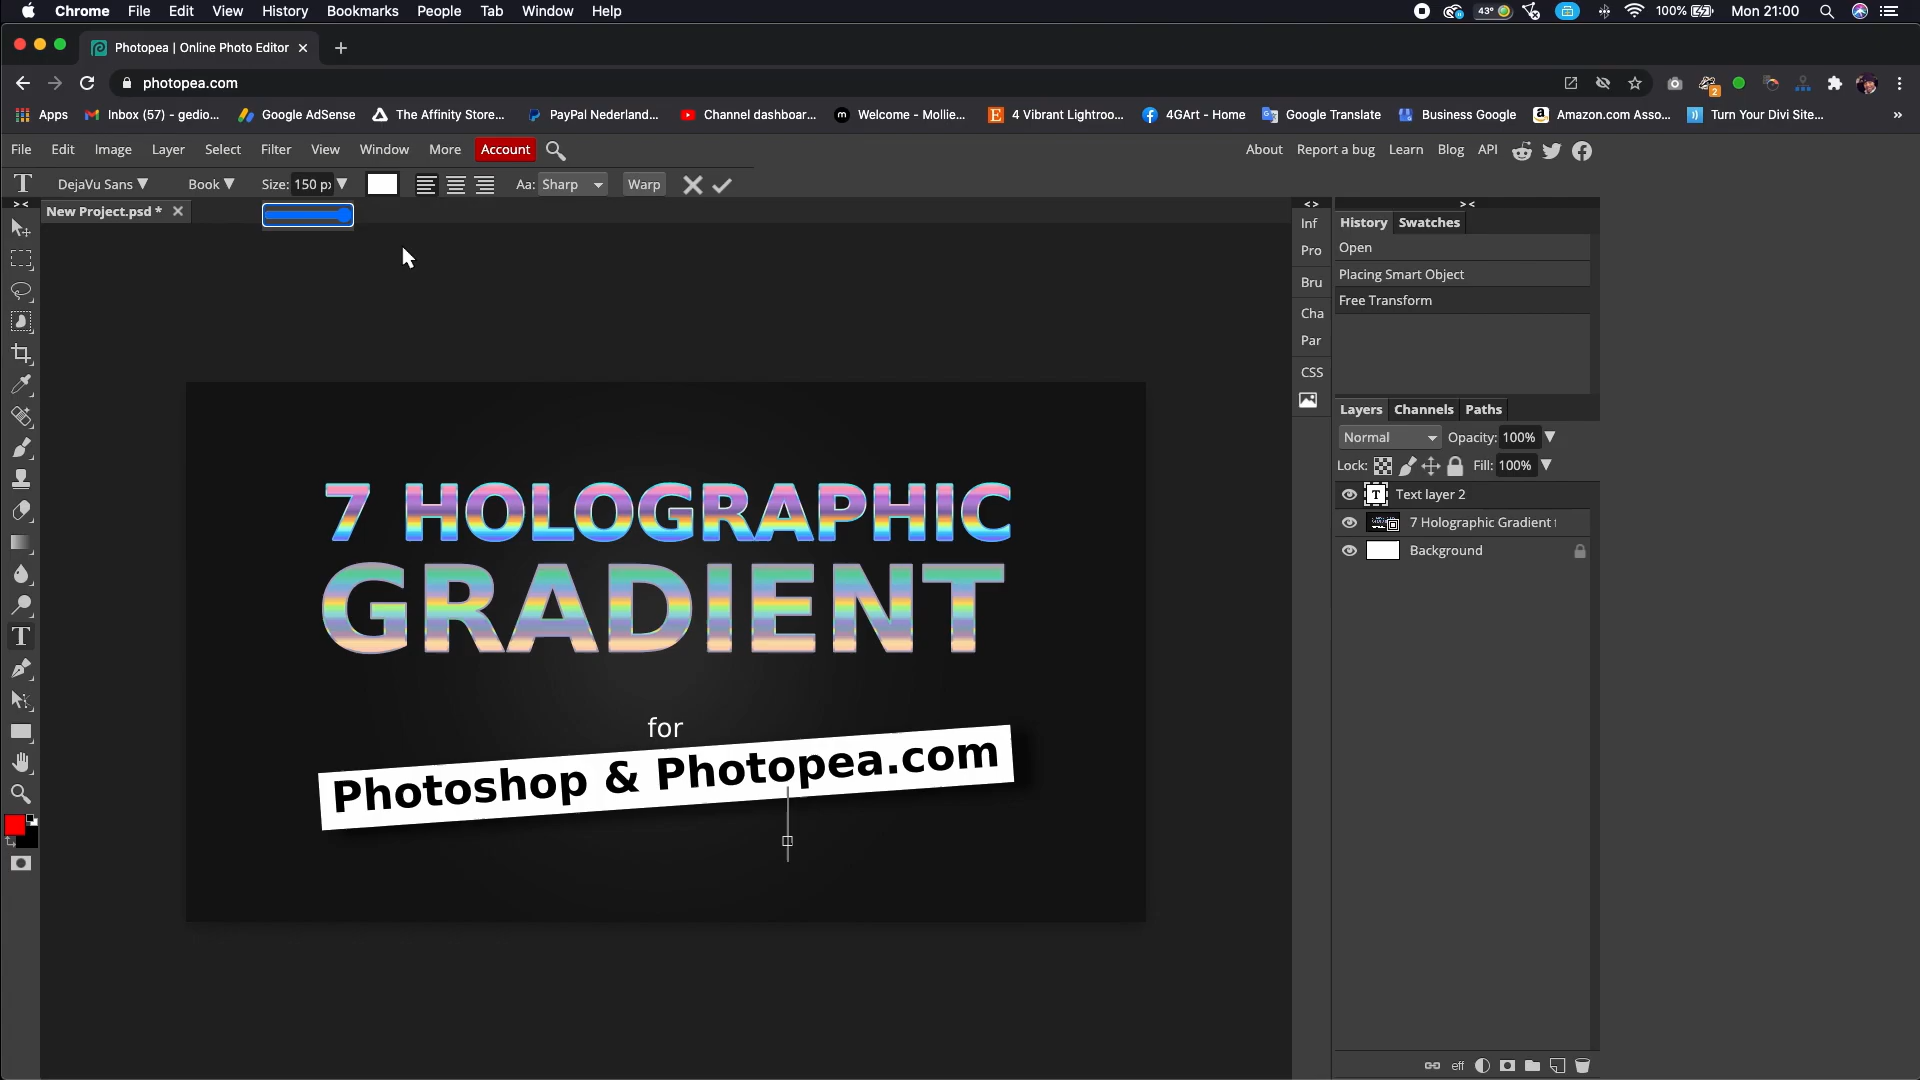 Chrome File Edit View History Bookmarks People Tab Window Help 43° 100% Mon 21:00
Photopea | Online Photo Editor
photopea.com 2
Apps Inbox (57) - gedio... Google AdSense The Affinity Store... PayPal Nederland... Channel dashboar... Welcome - Mollie... 4 Vibrant Lightroo... 4GArt - Home Google Translate Business Google Amazon.com Asso... Turn Your Divi Site... »
File Edit Image Layer Select Filter View Window More Account About Report a bug Learn Blog API
T DejaVu Sans Book Size: 150 p Aa: Sharp Warp
New Project.psd *
Inf
Pro
Bru
Cha
Par
CSS
History Swatches
Open
Placing Smart Object
Free Transform
Layers Channels Paths
Normal Opacity: 100%
Lock: Fill: 100%
T Text layer 2
7 Holographic Gradient
Background
eff
7 HOLOGRAPHIC
GRADIENT
for
Photoshop & Photopea.com